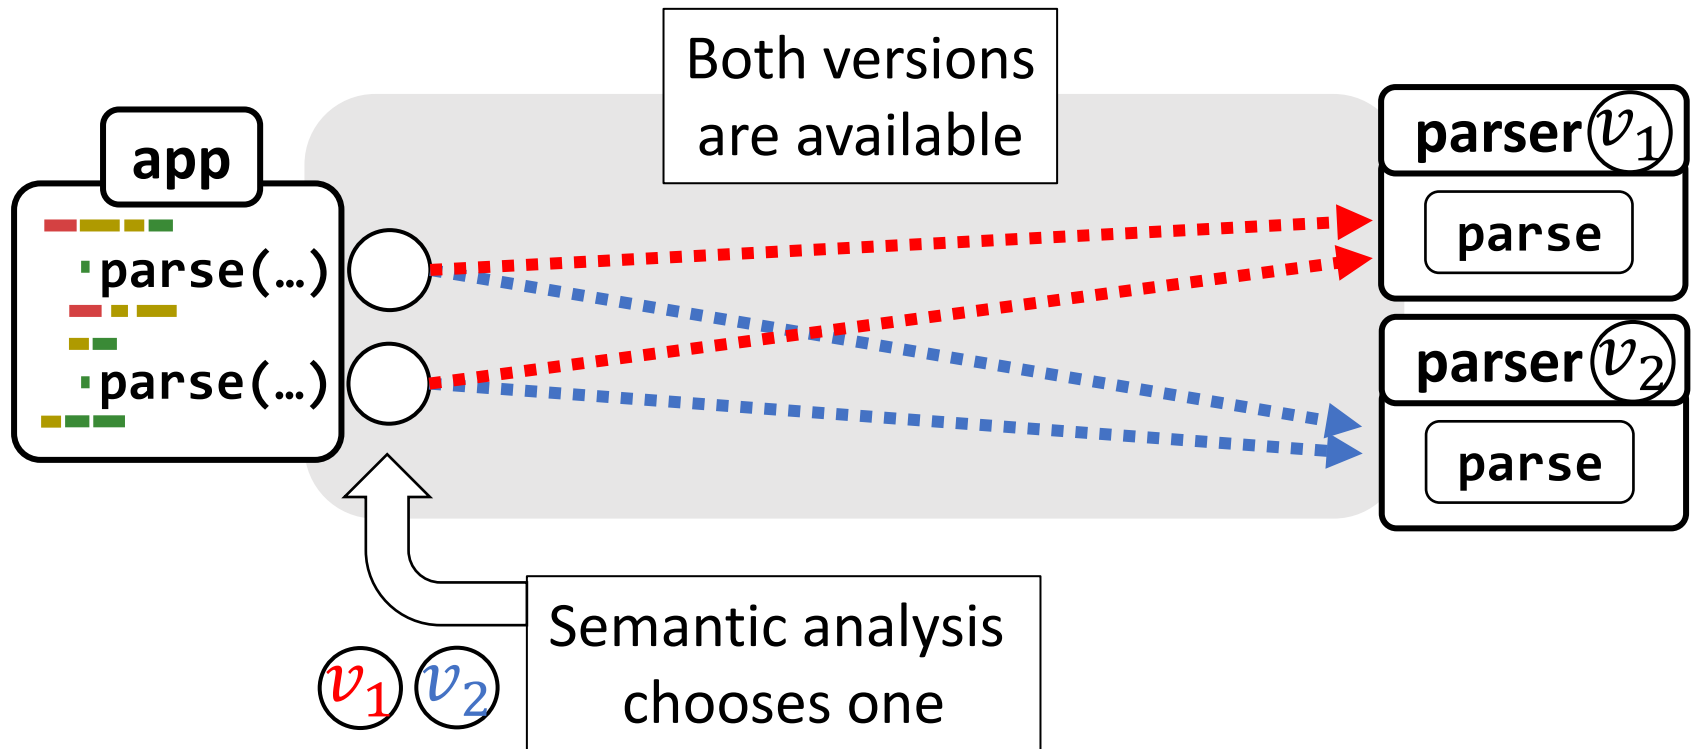 Both versions
are available
app
parse(…)
parse(…)
parser v₁
parse
parser v₂
parse
Semantic analysis
chooses one
v₁ v₂